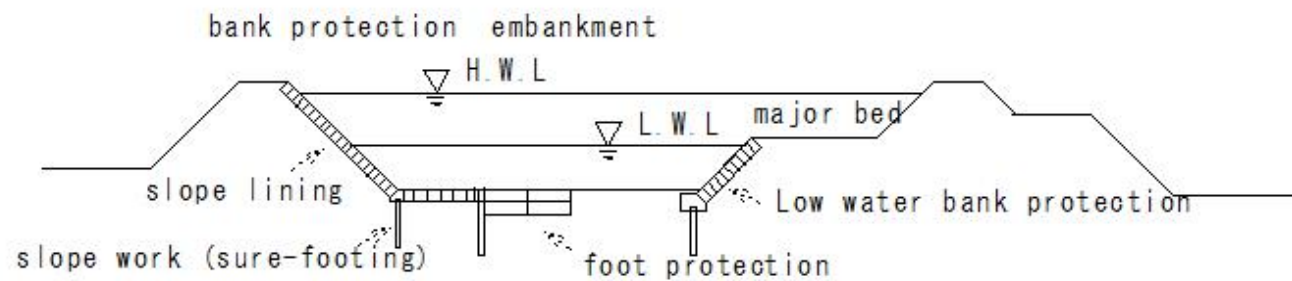 bank protection embankment
H.W.L
L.W.L
major bed
slope lining
Low water bank protection
slope work (sure-footing)
foot protection